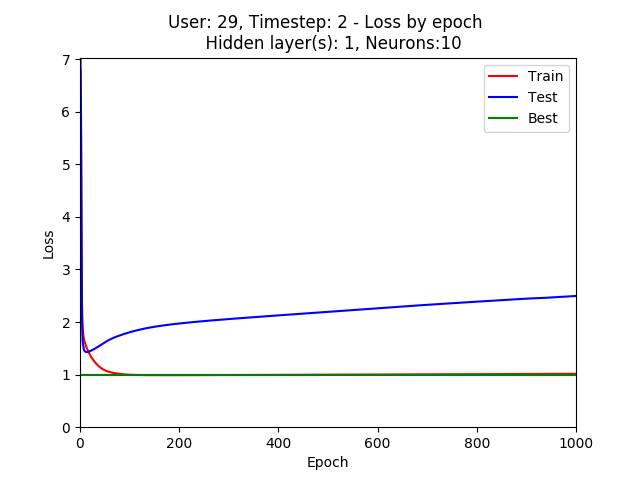 User: 29, Timestep: 2 - Loss by epoch
Hidden layer(s): 1, Neurons:10
Train
Test
Best
7
6
5
4
3
2
1
0
Loss
0 200 400 600 800 1000
Epoch